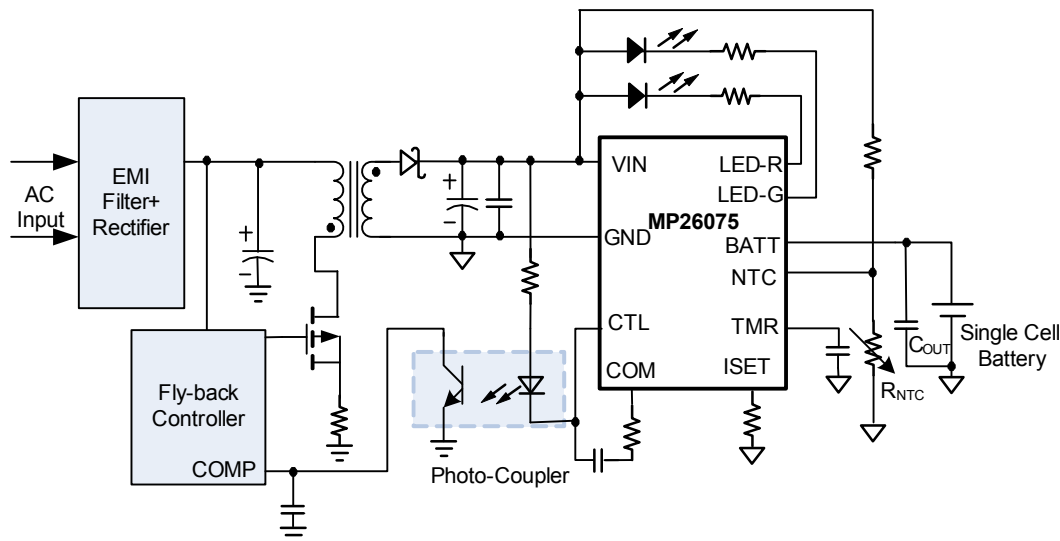 AC
Input
EMI
Filter+
Rectifier
+
-
+
-
VIN
GND
CTL
COM
MP26075
LED-R
LED-G
BATT
NTC
TMR
ISET
COUT
Single Cell
Battery
RNTC
Fly-back
Controller
COMP
Photo-Coupler